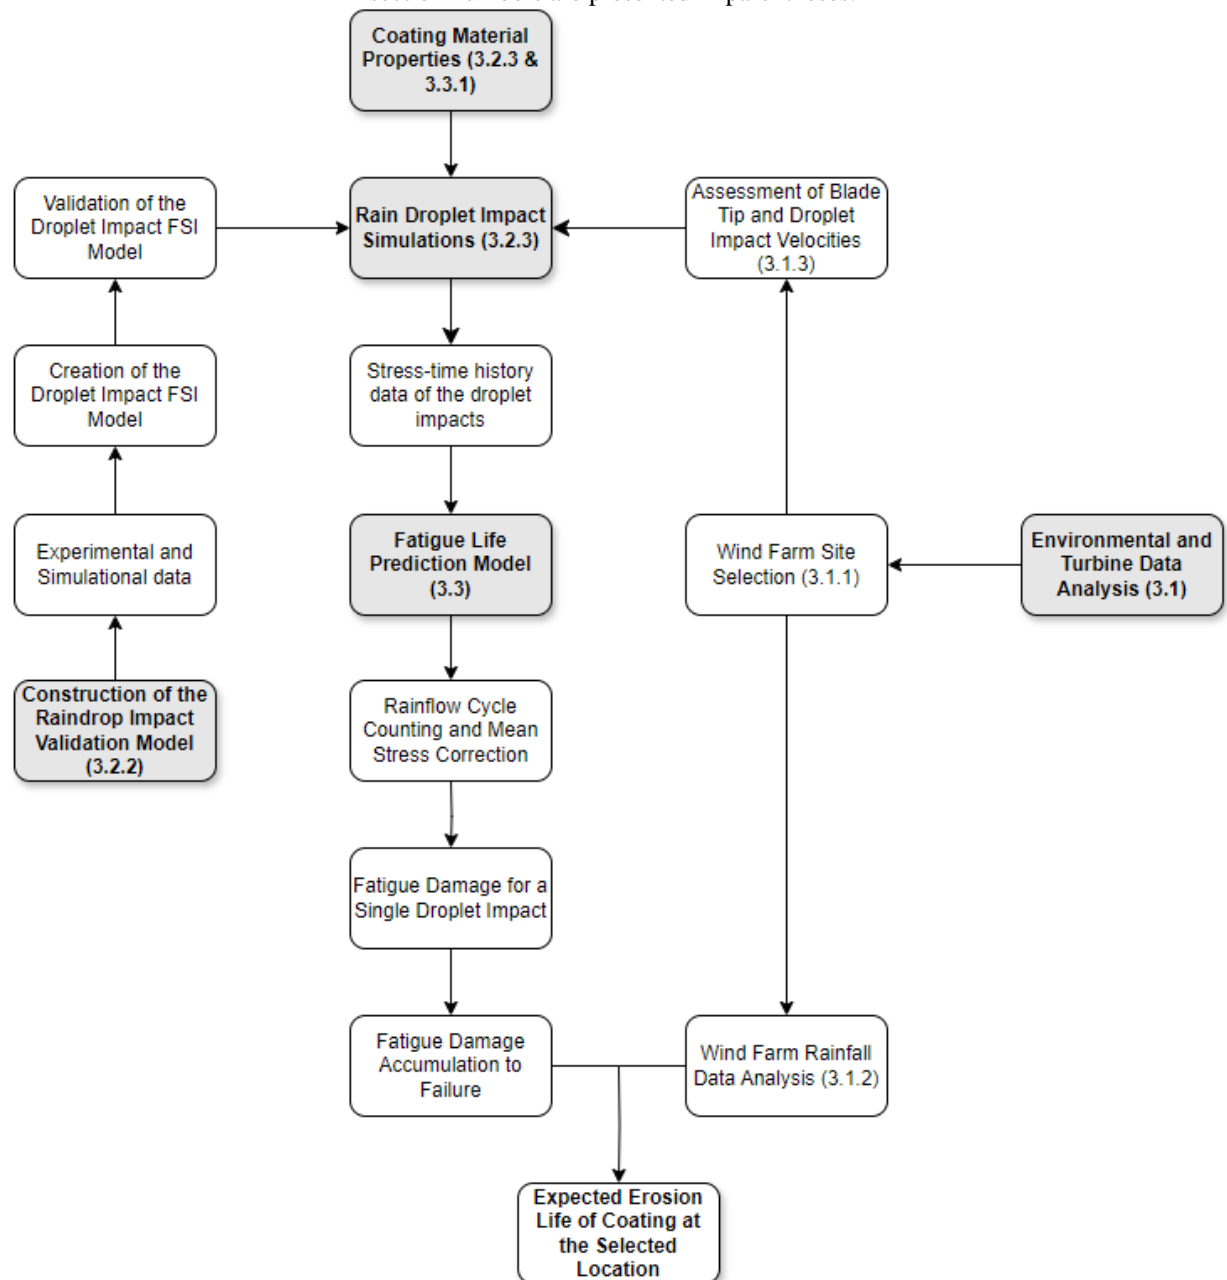 Coating Material
Properties (3.2.3 &
3.3.1)
Validation of the
Droplet Impact FSI
Model
Rain Droplet Impact
Simulations (3.2.3)
Assessment of Blade
Tip and Droplet
Impact Velocities
(3.1.3)
Creation of the
Droplet Impact FSI
Model
Stress-time history
data of the droplet
impacts
Experimental and
Simulational data
Fatigue Life
Prediction Model
(3.3)
Wind Farm Site
Selection (3.1.1)
Environmental and
Turbine Data
Analysis (3.1)
Construction of the
Raindrop Impact
Validation Model
(3.2.2)
Rainflow Cycle
Counting and Mean
Stress Correction
Fatigue Damage for a
Single Droplet Impact
Fatigue Damage
Accumulation to
Failure
Wind Farm Rainfall
Data Analysis (3.1.2)
Expected Erosion
Life of Coating at
the Selected
Location